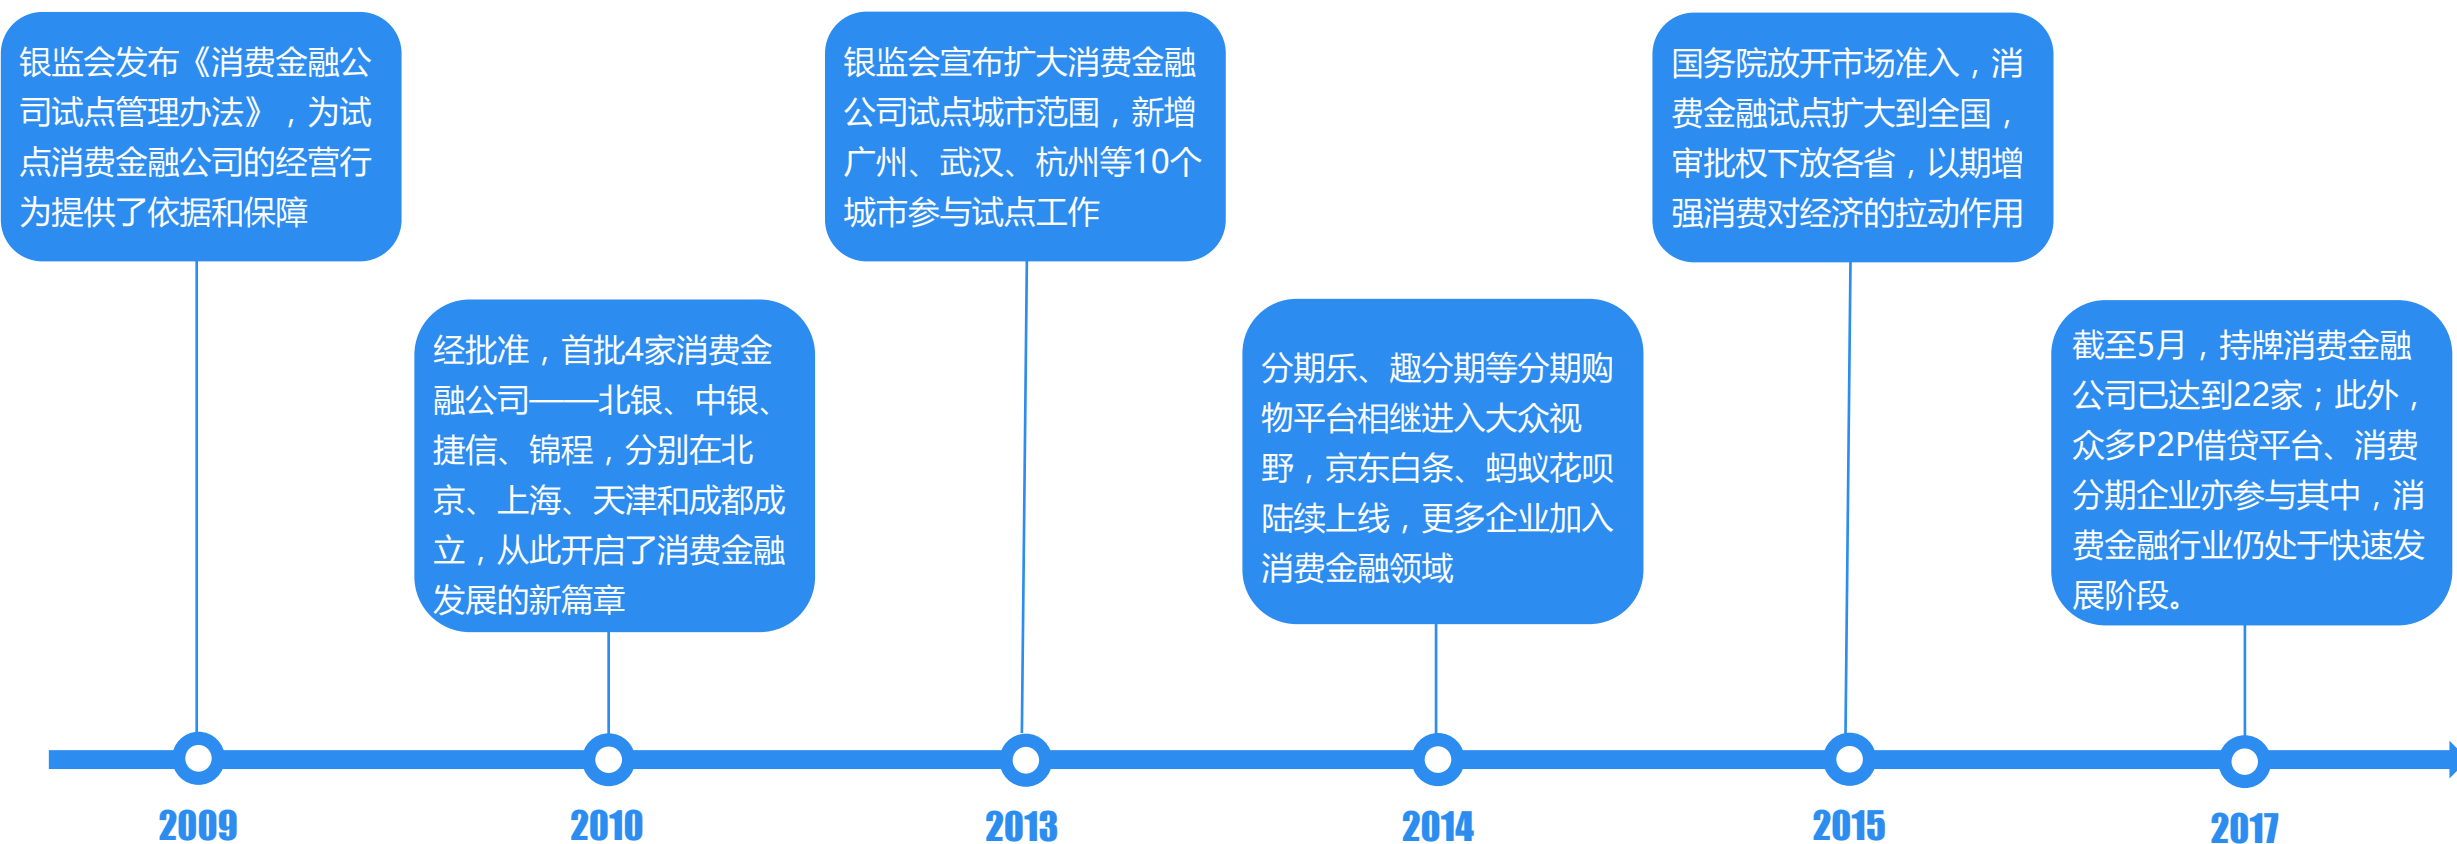 银监会发布《消费金融公
司试点管理办法》，为试
点消费金融公司的经营行
为提供了依据和保障
经批准，首批4家消费金
融公司——北银、中银、
捷信、锦程，分别在北
京、上海、天津和成都成
立，从此开启了消费金融
发展的新篇章
银监会宣布扩大消费金融
公司试点城市范围，新增
广州、武汉、杭州等10个
城市参与试点工作
分期乐、趣分期等分期购
物平台相继进入大众视
野，京东白条、蚂蚁花呗
陆续上线，更多企业加入
消费金融领域
国务院放开市场准入，消
费金融试点扩大到全国，
审批权下放各省，以期增
强消费对经济的拉动作用
截至5月，持牌消费金融
公司已达到22家；此外，
众多P2P借贷平台、消费
分期企业亦参与其中，消
费金融行业仍处于快速发
展阶段。
2009
2010
2013
2014
2015
2017